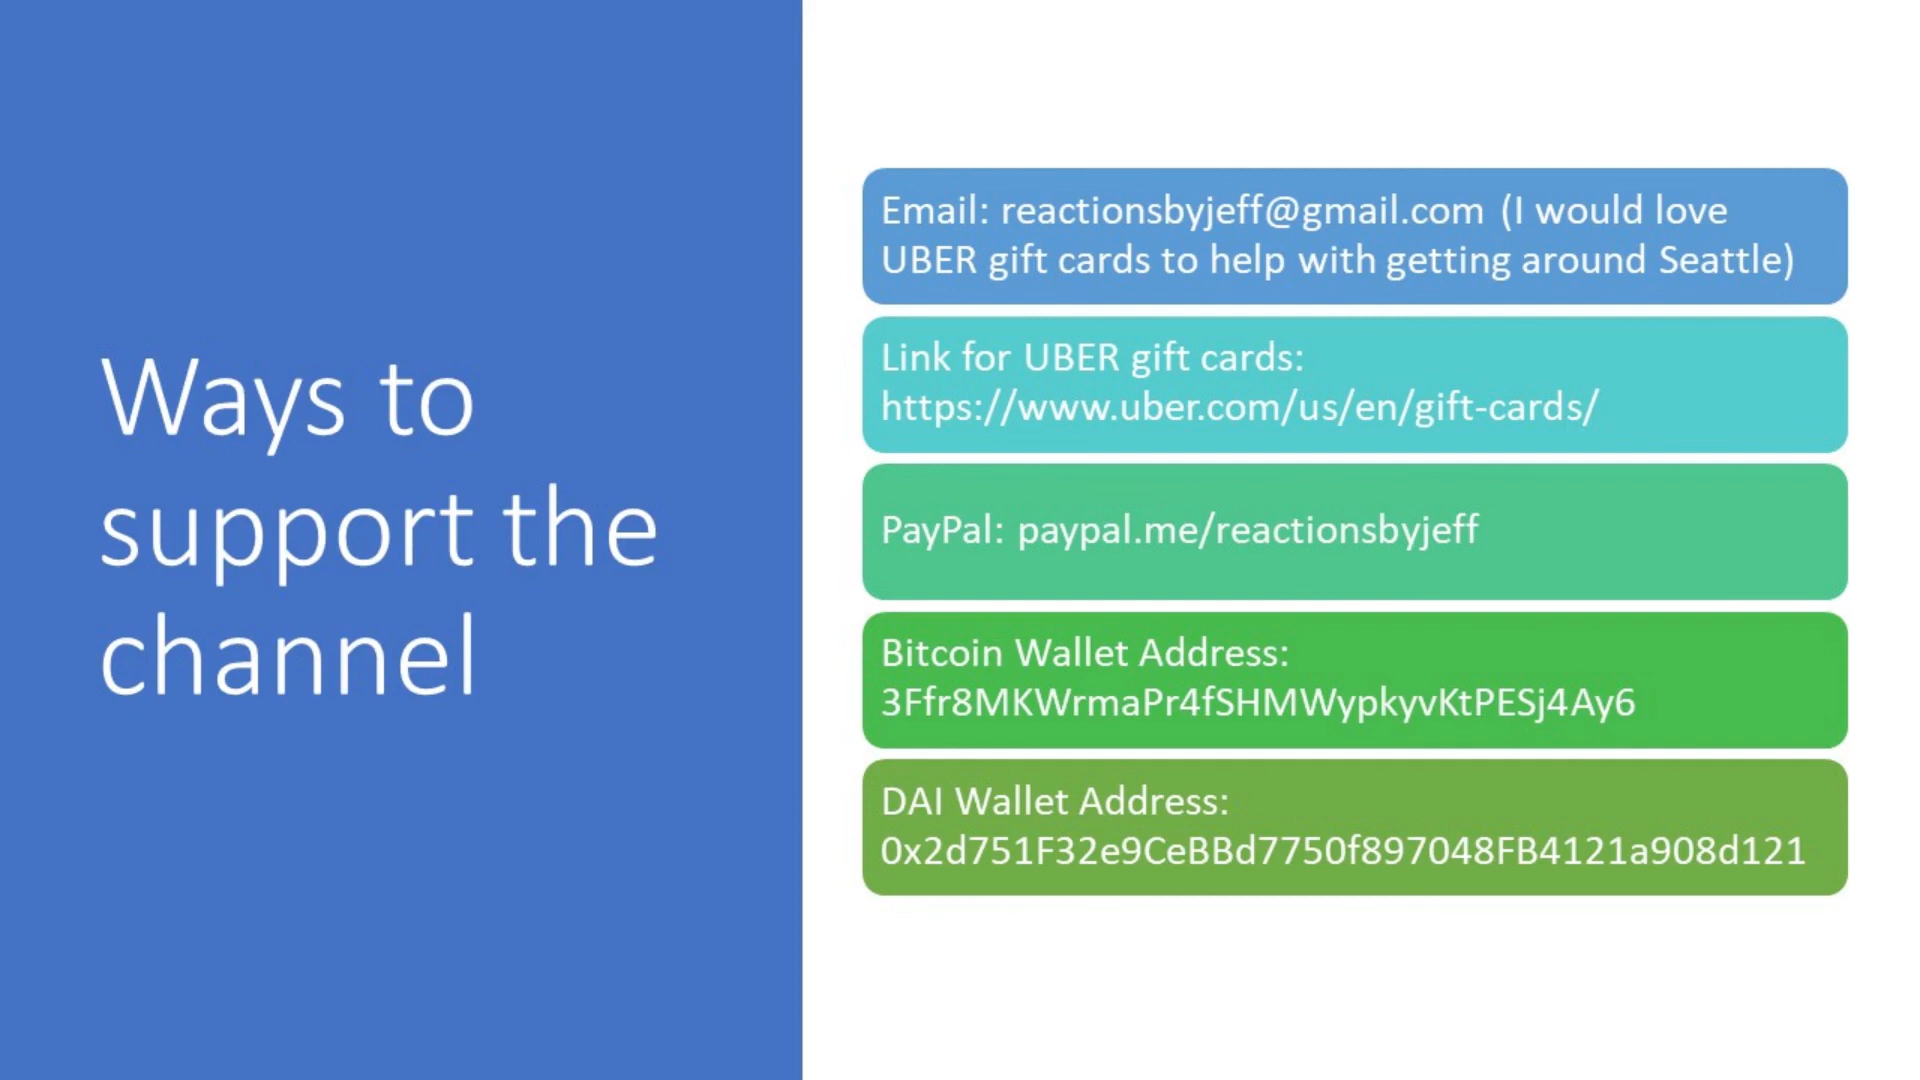 Ways to
support the
channel
Email: reactionsbyjeff@gmail.com (I would love
UBER gift cards to help with getting around Seattle)
Link for UBER gift cards:
https://www.uber.com/us/en/gift-cards/
PayPal: paypal.me/reactionsbyjeff
Bitcoin Wallet Address:
3Ffr8MKWrmaPr4fSHMWypkyvKtPESj4Ay6
DAI Wallet Address:
0x2d751F32e9CeBBd7750f897048FB4121a908d121